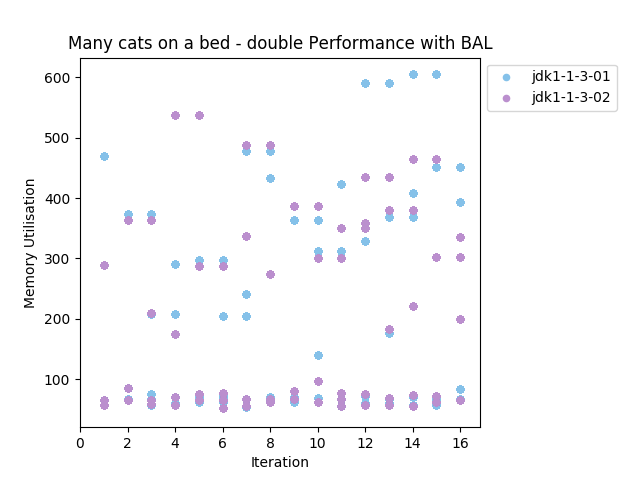 Many cats on a bed - double Performance with BAL
jdk1-1-3-01
jdk1-1-3-02
Memory Utilisation
600
500
400
300
200
100
0 2 4 6 8 10 12 14 16
Iteration